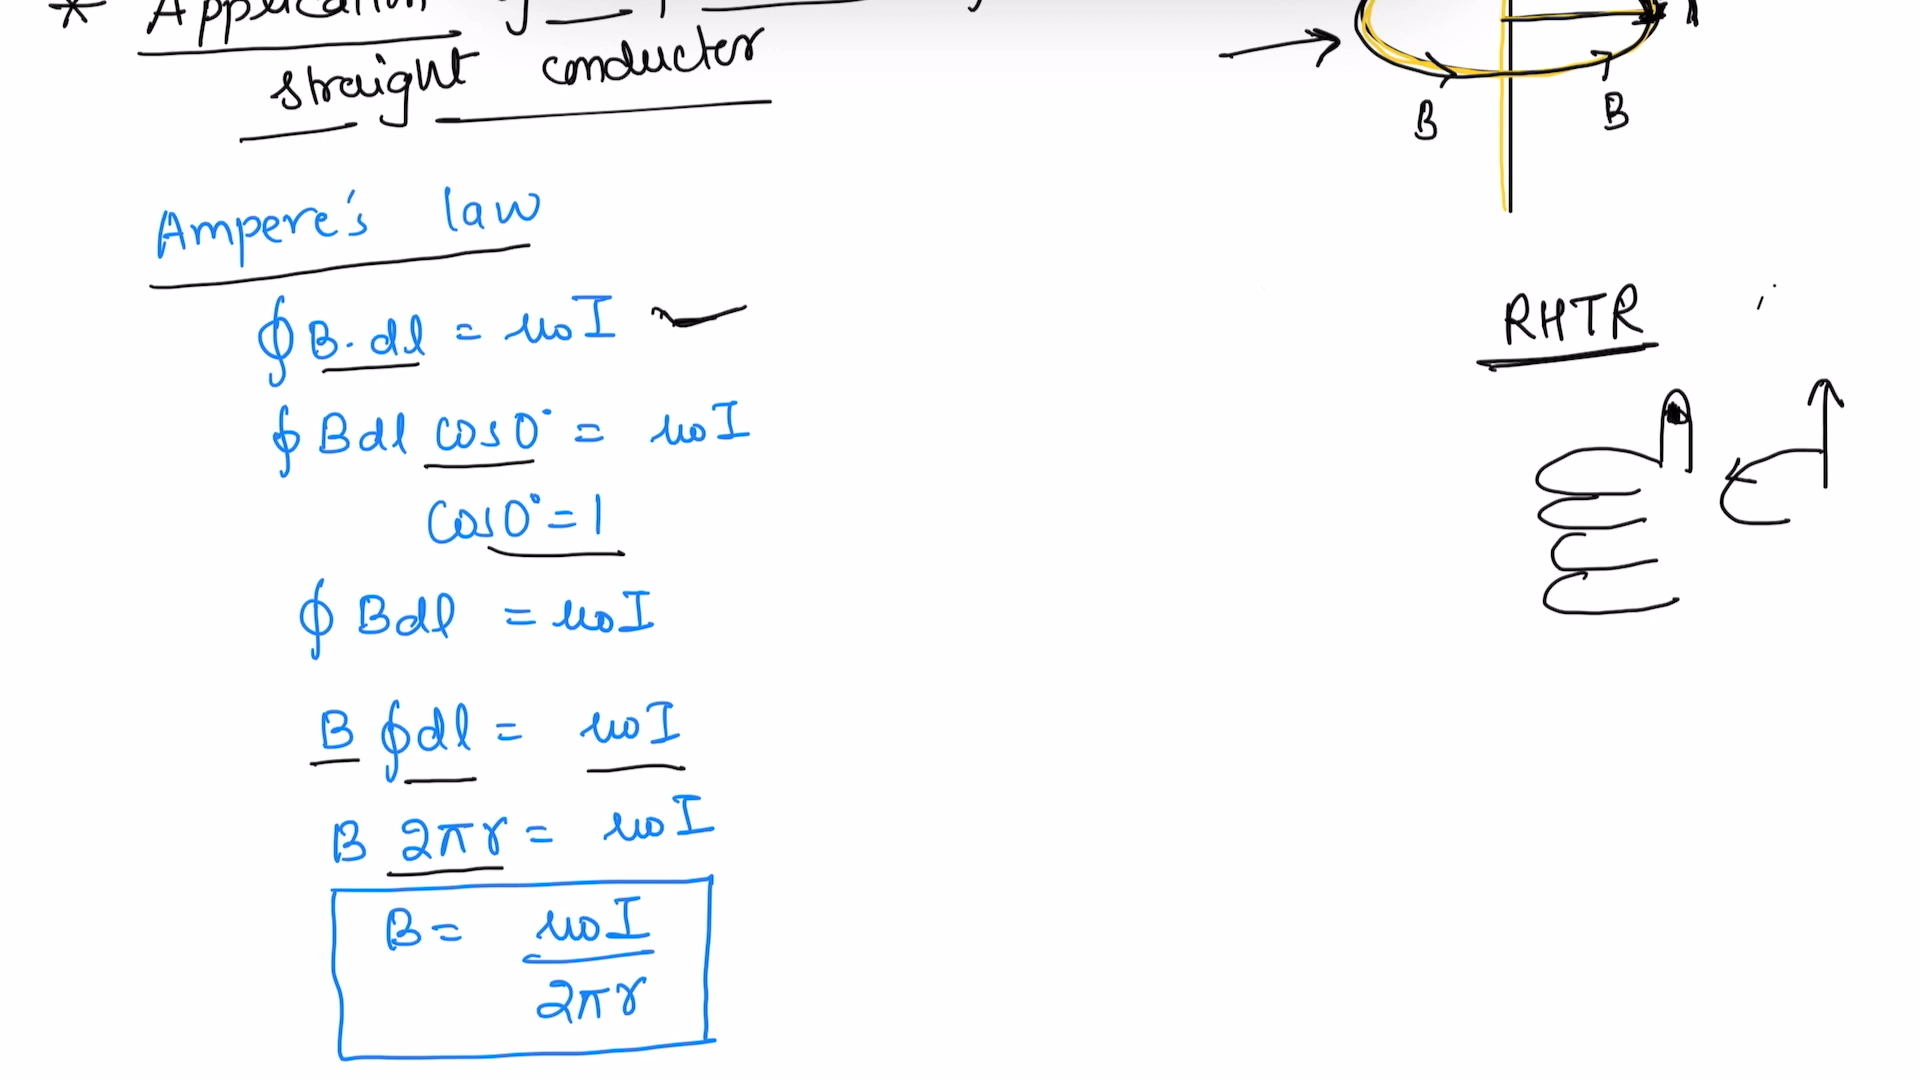 * Application
straight conductor
B B
Ampere's law
∮ B. dl = μ₀I
∮ Bdl cos0° = μ₀I
Cos0° = 1
∮ Bdl = μ₀I
B ∮dl = μ₀I
B 2πr = μ₀I
B = μ₀I / 2πr
RHTR